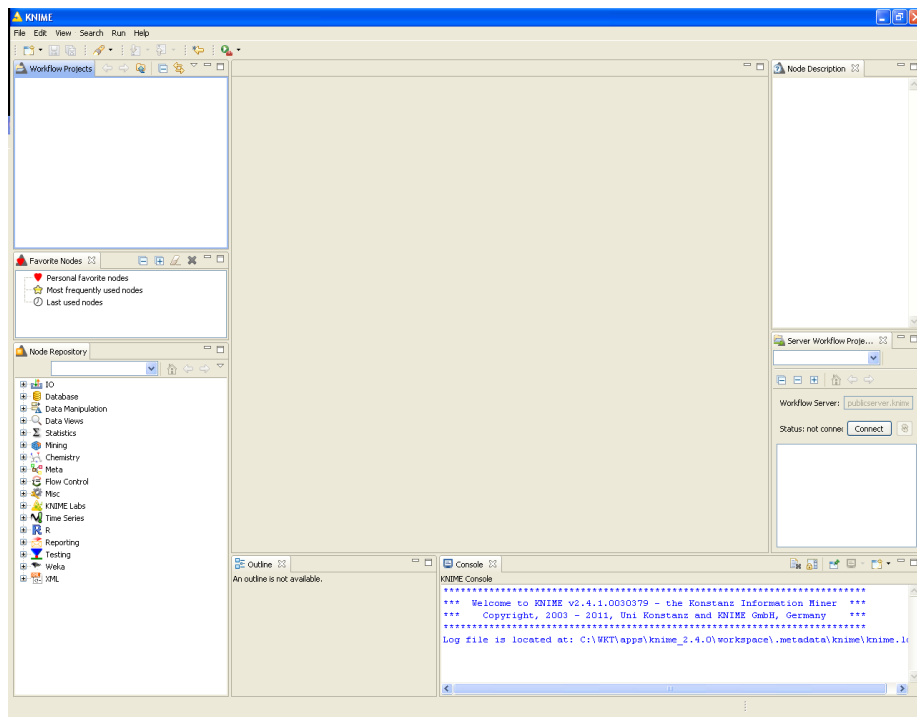 KNIME
File Edit View Search Run Help
Workflow Projects
Node Description
Favorite Nodes
Personal favorite nodes
Most frequently used nodes
Last used nodes
Server Workflow Proje...
Node Repository
IO
Database
Data Manipulation
Data Views
Statistics
Mining
Chemistry
Meta
Flow Control
Misc
KNIME Labs
Time Series
R
Reporting
Testing
Weka
XML
Workflow Server: publicserver.knime
Status: not conne Connect
Outline
An outline is not available.
Console
KNIME Console
***************************************************************************
*** Welcome to KNIME v2.4.1.0030379 - the Konstanz Information Miner ***
*** Copyright, 2003 - 2011, Uni Konstanz and KNIME GmbH, Germany ***
***************************************************************************
Log file is located at: C:\WKT\apps\knime_2.4.0\workspace\.metadata\knime\knime.l